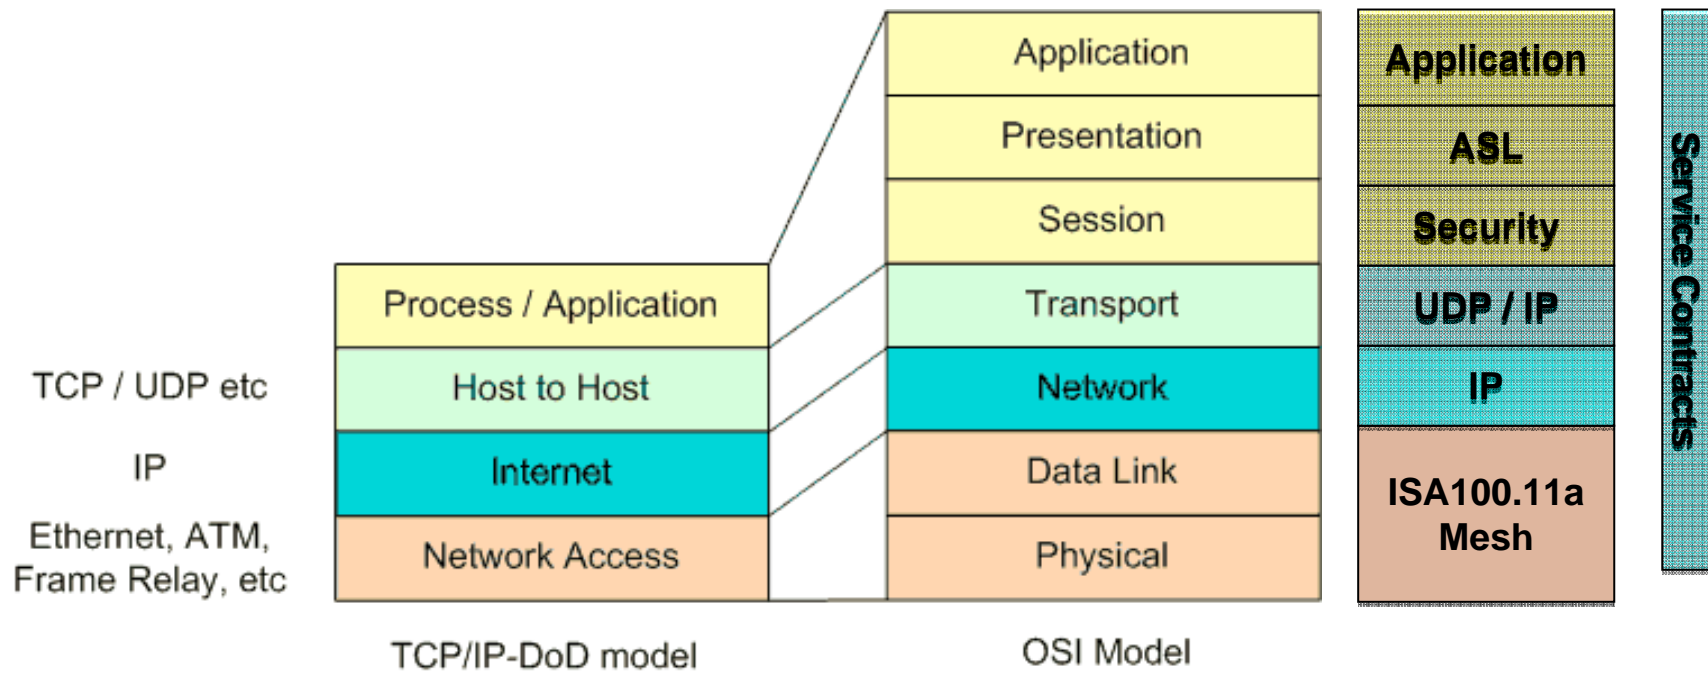 TCP / UDP etc
IP
Ethernet, ATM,
Frame Relay, etc
Process / Application
Host to Host
Internet
Network Access
TCP/IP-DoD model
Application
Presentation
Session
Transport
Network
Data Link
Physical
OSI Model
Application
ASL
Security
UDP / IP
IP
ISA100.11a
Mesh
Service Contracts